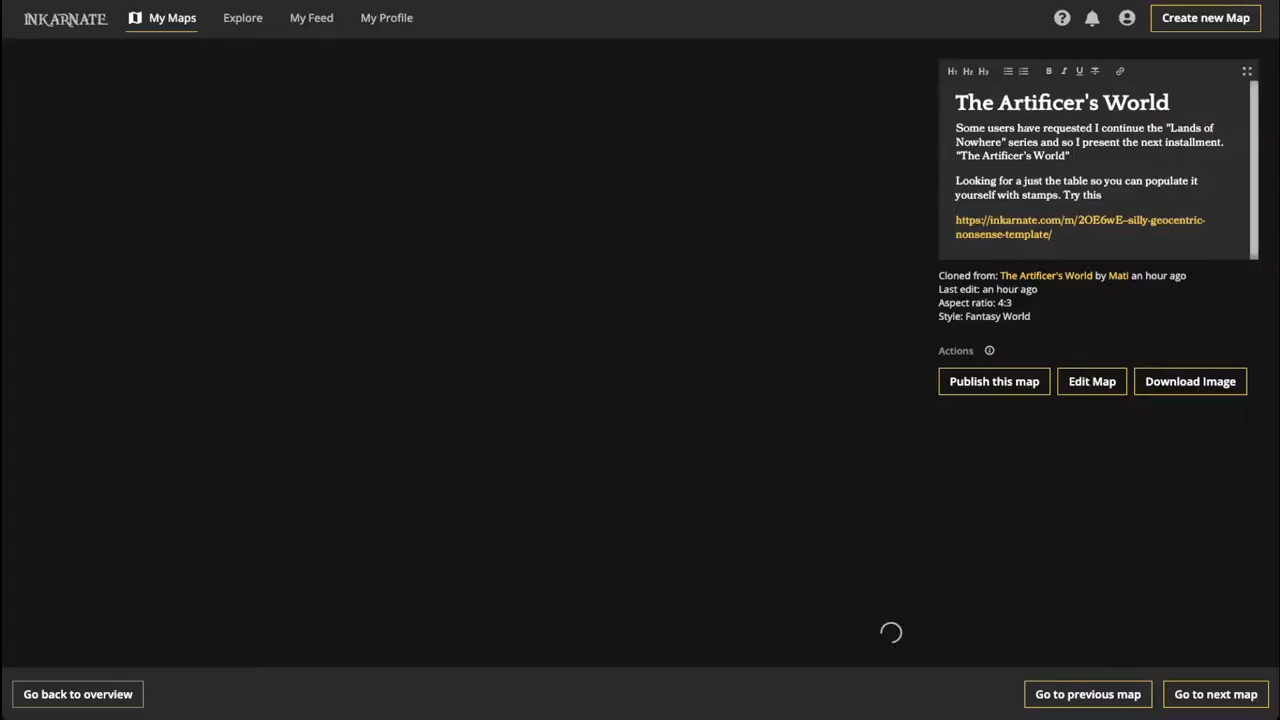 INKARNATE My Maps Explore My Feed My Profile Create new Map
H1 H2 H3 B I U T
The Artificer's World
Some users have requested I continue the "Lands of
Nowhere" series and so I present the next installment.
"The Artificer's World"
Looking for a just the table so you can populate it
yourself with stamps. Try this
https://inkarnate.com/m/2OE6wE--silly-geocentric-
nonsense-template/
Cloned from: The Artificer's World by Mati an hour ago
Last edit: an hour ago
Aspect ratio: 4:3
Style: Fantasy World
Actions
Publish this map Edit Map Download Image
Go back to overview Go to previous map Go to next map